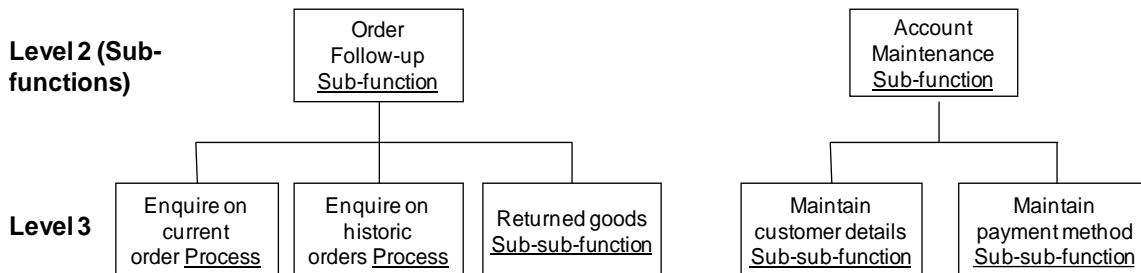 Level 2 (Sub-
functions)
Order
Follow-up
Sub-function
Account
Maintenance
Sub-function
Level 3
Enquire on
current
order Process
Enquire on
historic
orders Process
Returned goods
Sub-sub-function
Maintain
customer details
Sub-sub-function
Maintain
payment method
Sub-sub-function